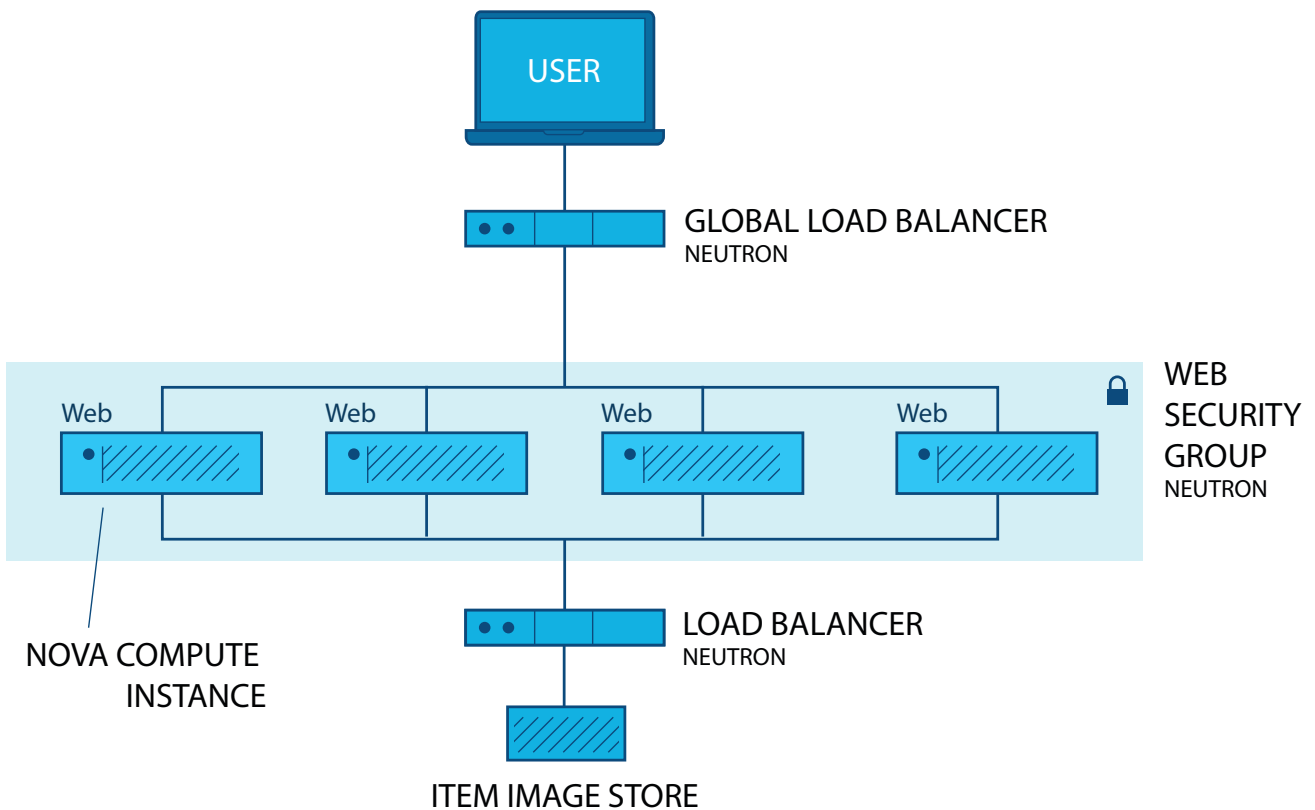 USER
GLOBAL LOAD BALANCER
NEUTRON
WEB
SECURITY
GROUP
NEUTRON
Web
Web
Web
Web
NOVA COMPUTE
INSTANCE
LOAD BALANCER
NEUTRON
ITEM IMAGE STORE